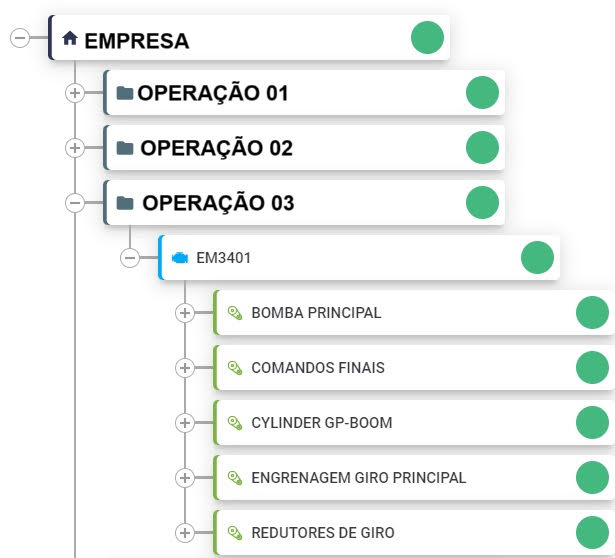 EMPRESA
OPERAÇÃO 01
OPERAÇÃO 02
OPERAÇÃO 03
EM3401
BOMBA PRINCIPAL
COMANDOS FINAIS
CYLINDER GP-BOOM
ENGRENAGEM GIRO PRINCIPAL
REDUTORES DE GIRO